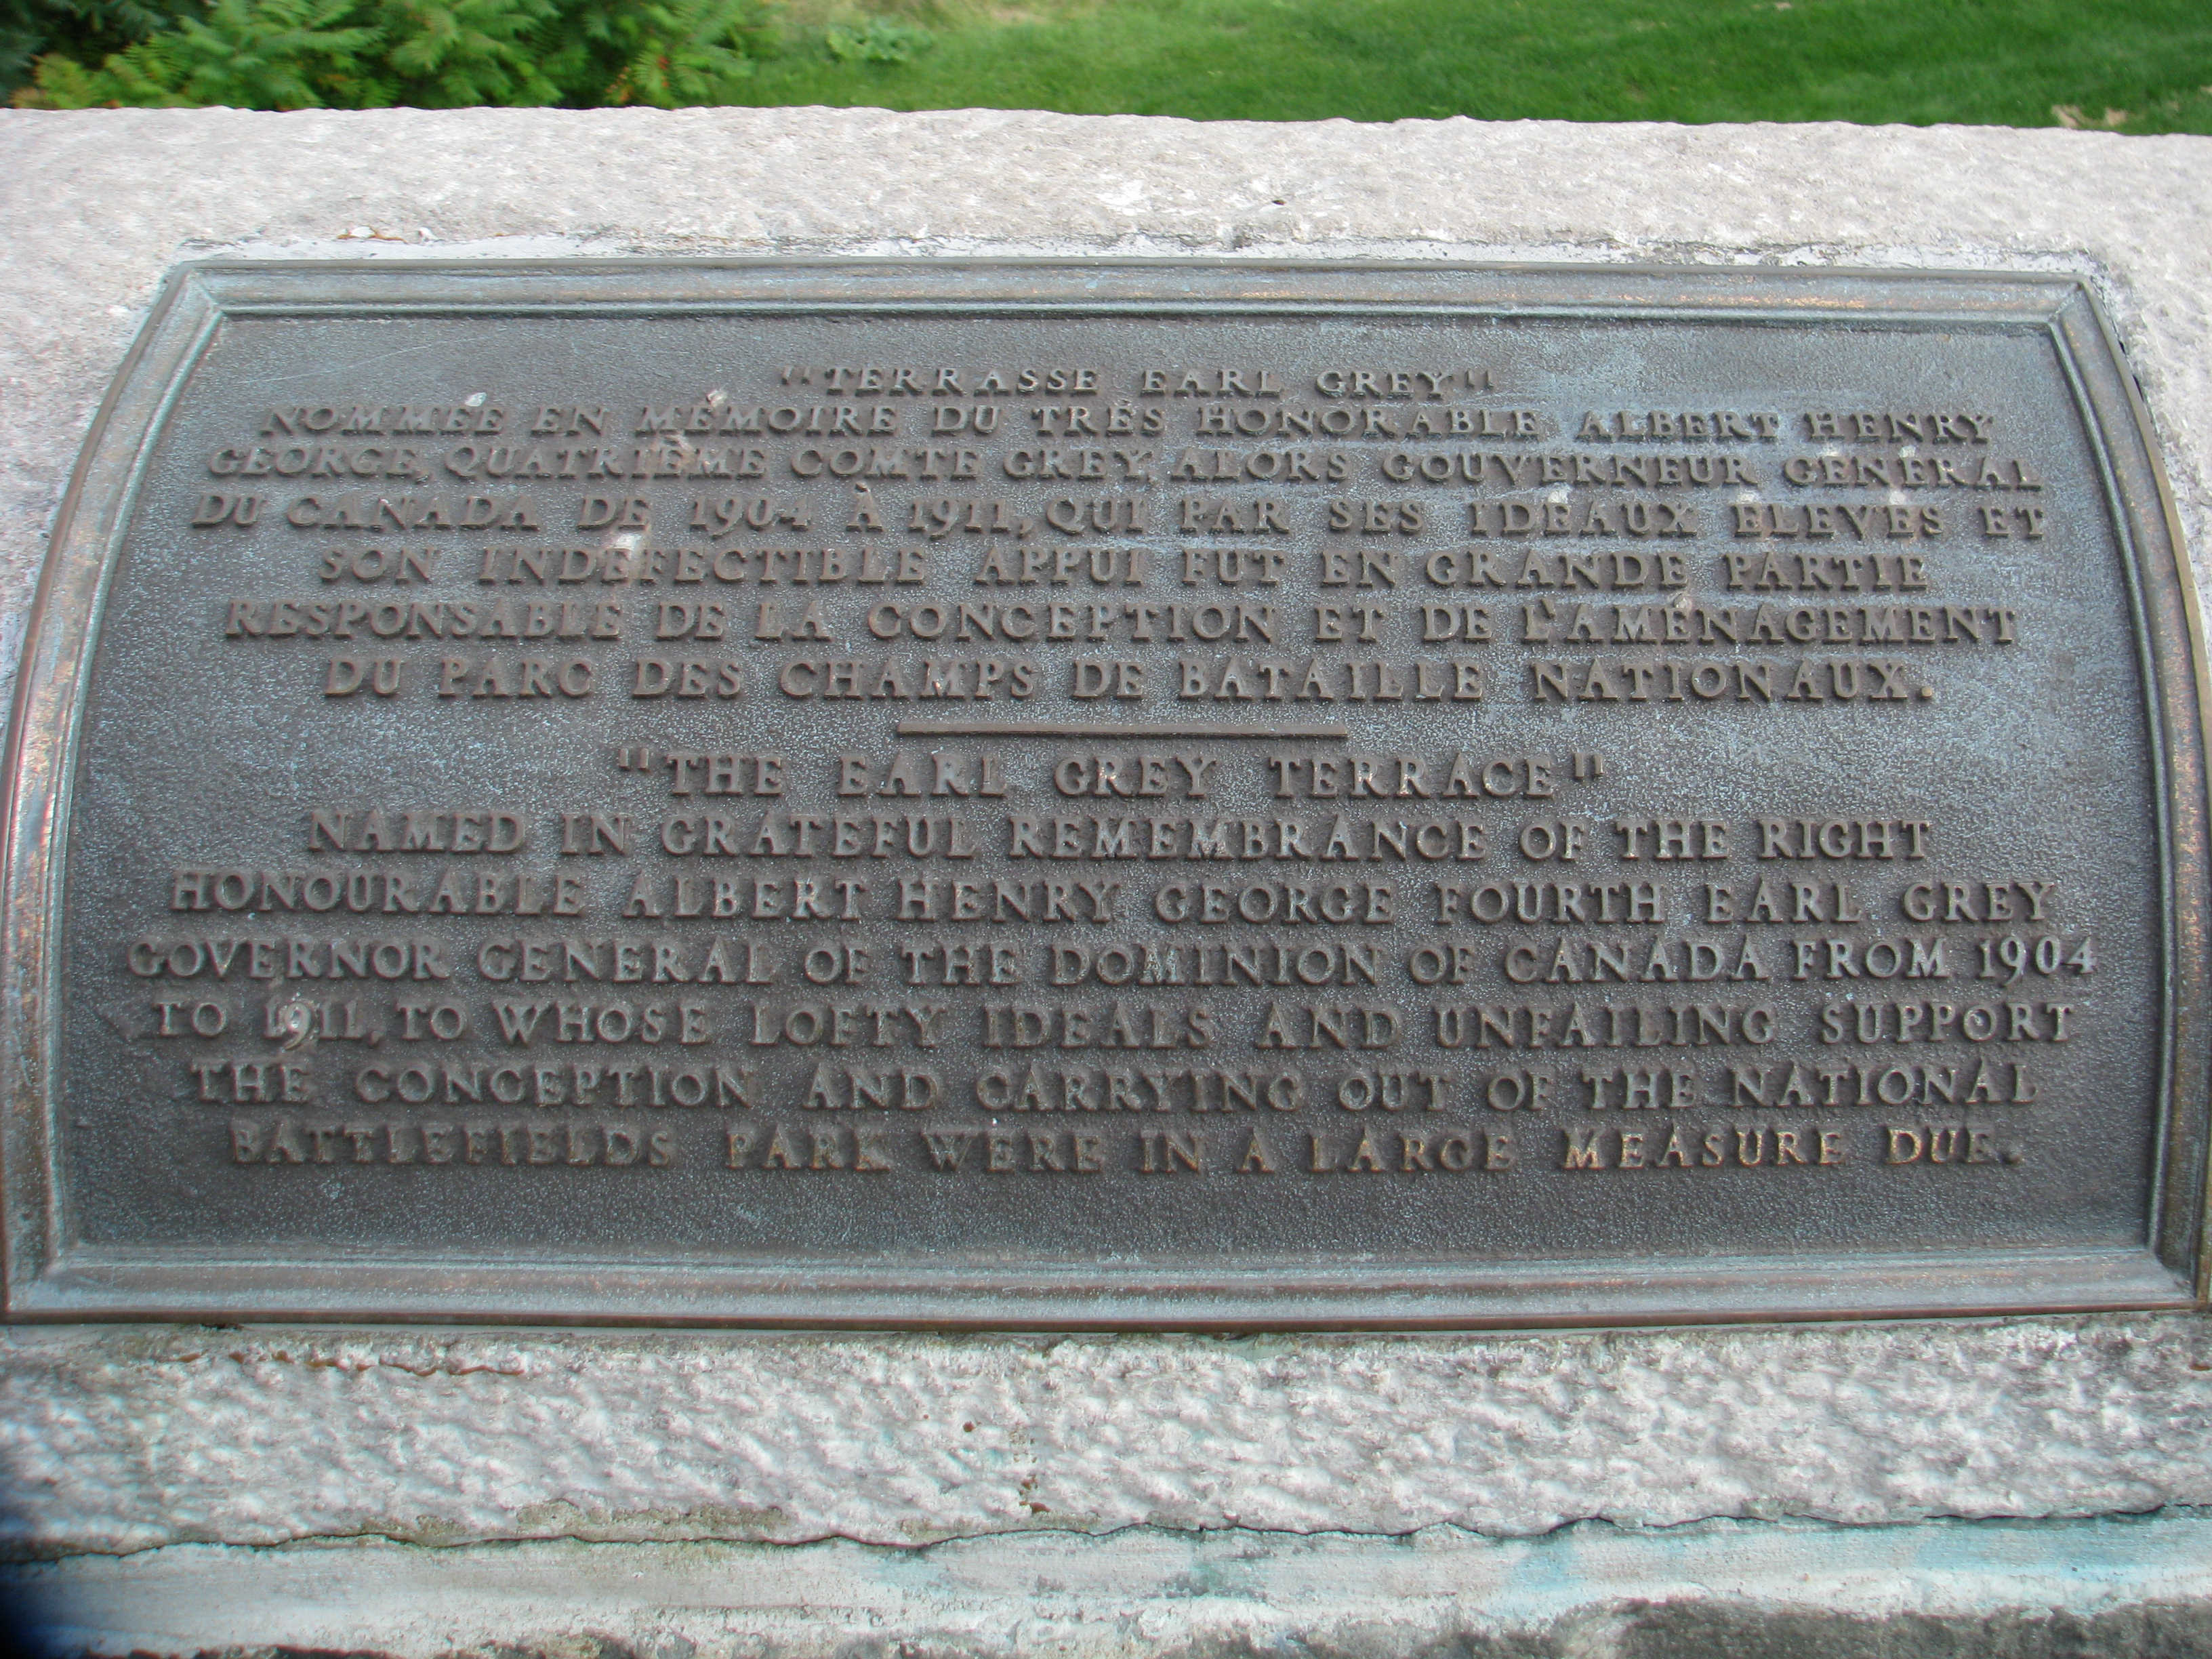 "TERRASSE EARL GREY"
NOMMÉE EN MÉMOIRE DU TRÈS HONORABLE ALBERT HENRY
GEORGE, QUATRIÈME COMTE GREY, ALORS GOUVERNEUR GÉNÉRAL
DU CANADA DE 1904 À 1911, QUI PAR SES IDÉAUX ÉLEVÉS ET
SON INDÉFECTIBLE APPUI FUT EN GRANDE PARTIE
RESPONSABLE DE LA CONCEPTION ET DE L'AMÉNAGEMENT
DU PARC DES CHAMPS DE BATAILLE NATIONAUX.
"THE EARL GREY TERRACE"
NAMED IN GRATEFUL REMEMBRANCE OF THE RIGHT
HONOURABLE ALBERT HENRY GEORGE FOURTH EARL GREY
GOVERNOR GENERAL OF THE DOMINION OF CANADA FROM 1904
TO 1911, TO WHOSE LOFTY IDEALS AND UNFAILING SUPPORT
THE CONCEPTION AND CARRYING OUT OF THE NATIONAL
BATTLEFIELDS PARK WERE IN A LARGE MEASURE DUE.